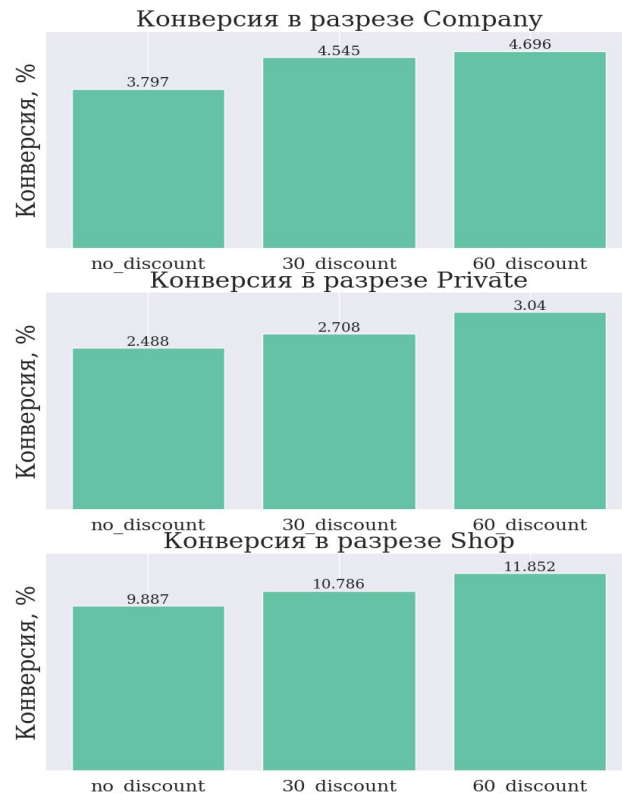 Конверсия в разрезе Company
Конверсия, %
3.797
4.545
4.696
no_discount
30_discount
60_discount
Конверсия в разрезе Private
Конверсия, %
2.488
2.708
3.04
no_discount
30_discount
60_discount
Конверсия в разрезе Shop
Конверсия, %
9.887
10.786
11.852
no_discount
30_discount
60_discount